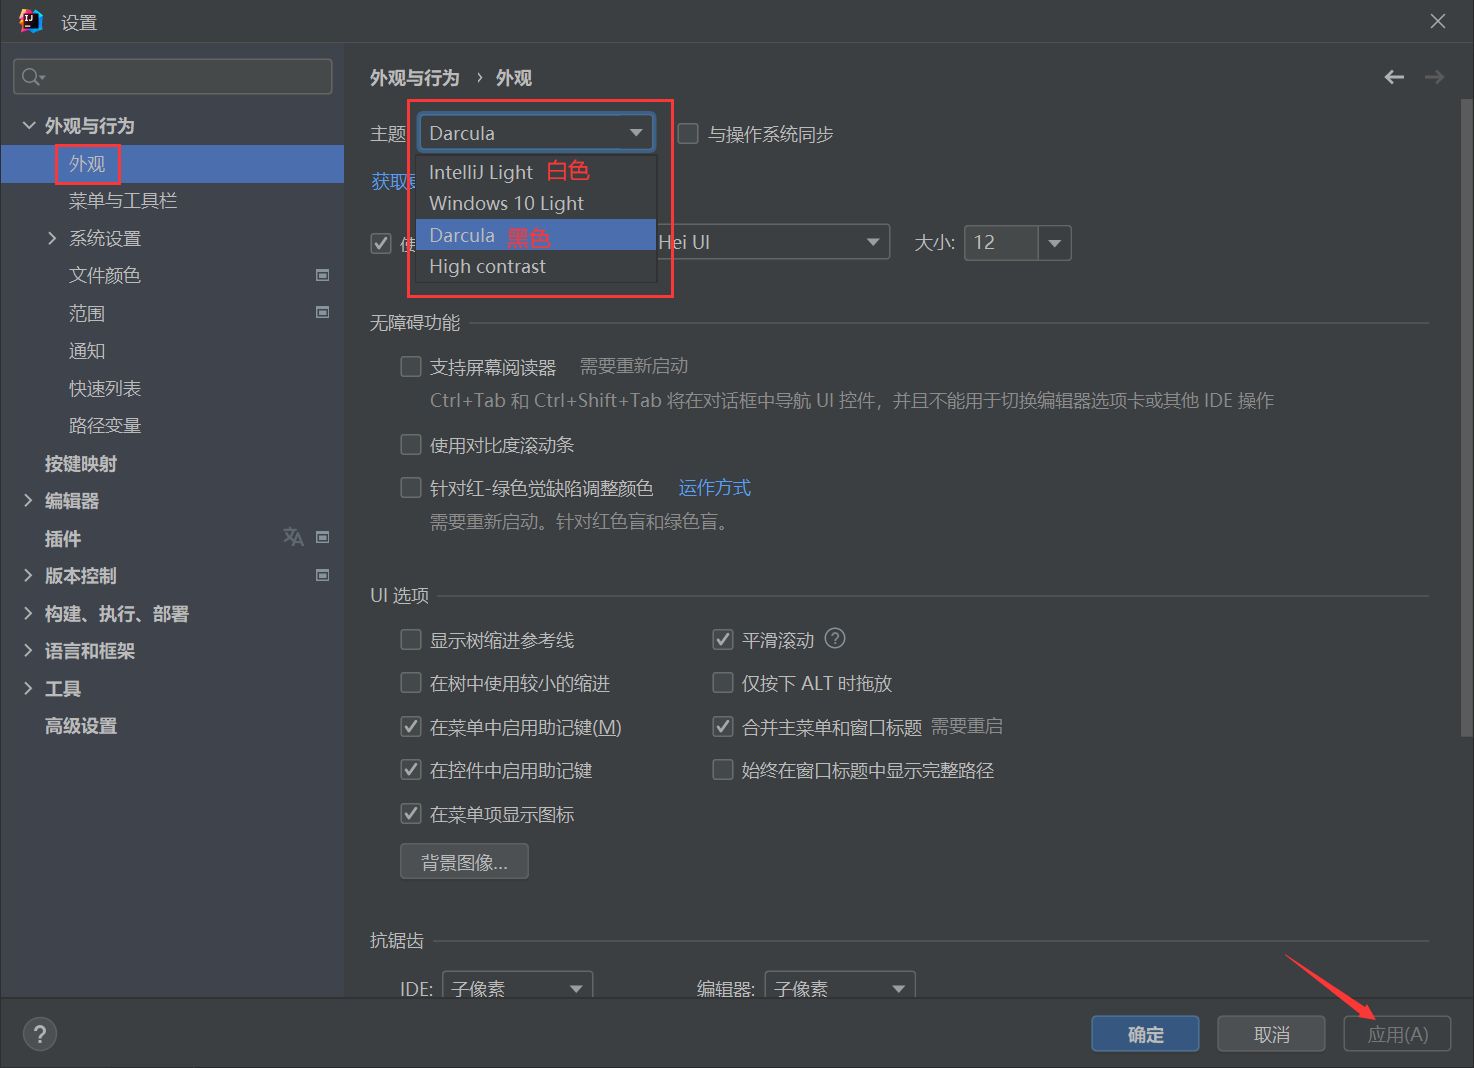 设置
外观与行为
外观
菜单与工具栏
系统设置
文件颜色
范围
通知
快速列表
路径变量
按键映射
编辑器
插件
版本控制
构建、执行、部署
语言和框架
工具
高级设置
外观与行为 › 外观
主题 Darcula 与操作系统同步
获取
IntelliJ Light 白色
Windows 10 Light
Darcula 黑色
High contrast
使 Hei UI 大小: 12
无障碍功能
支持屏幕阅读器 需要重新启动
Ctrl+Tab 和 Ctrl+Shift+Tab 将在对话框中导航 UI 控件，并且不能用于切换编辑器选项卡或其他 IDE 操作
使用对比度滚动条
针对红-绿色觉缺陷调整颜色 运作方式
需要重新启动。针对红色盲和绿色盲。
UI 选项
显示树缩进参考线 平滑滚动 ?
在树中使用较小的缩进 仅按下 ALT 时拖放
在菜单中启用助记键(M) 合并主菜单和窗口标题 需要重启
在控件中启用助记键 始终在窗口标题中显示完整路径
在菜单项显示图标
背景图像...
抗锯齿
IDE: 子像素 编辑器: 子像素
? 确定 取消 应用(A)